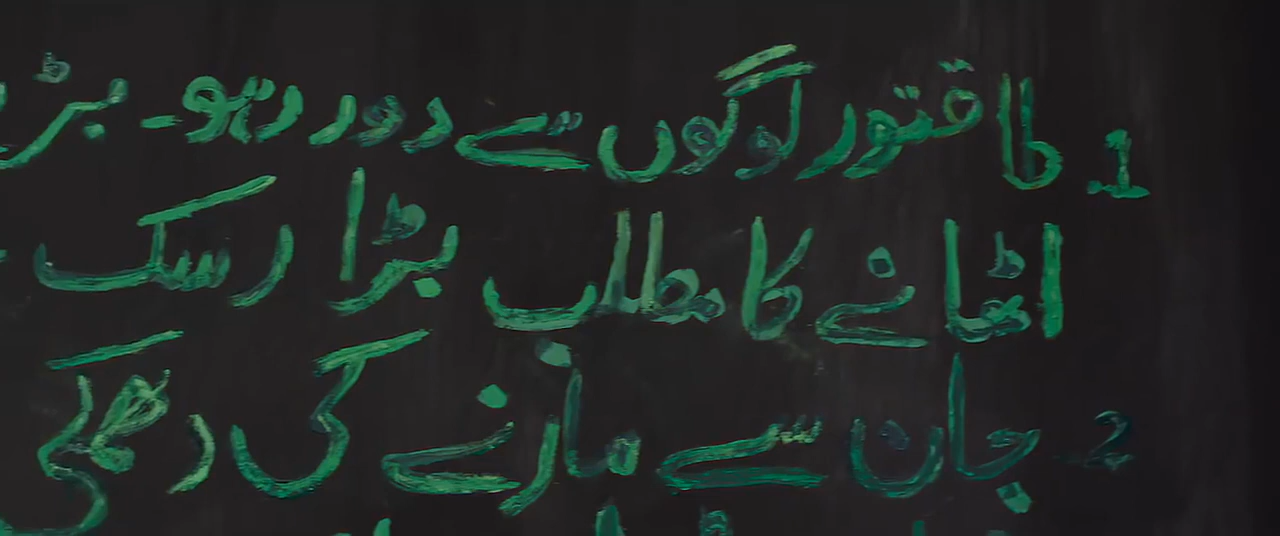 1. طاقتور لوگوں سے دور رہو۔
اٹھانے کا مطلب بڑا رسک
2. جان سے مارنے کی دھمکی